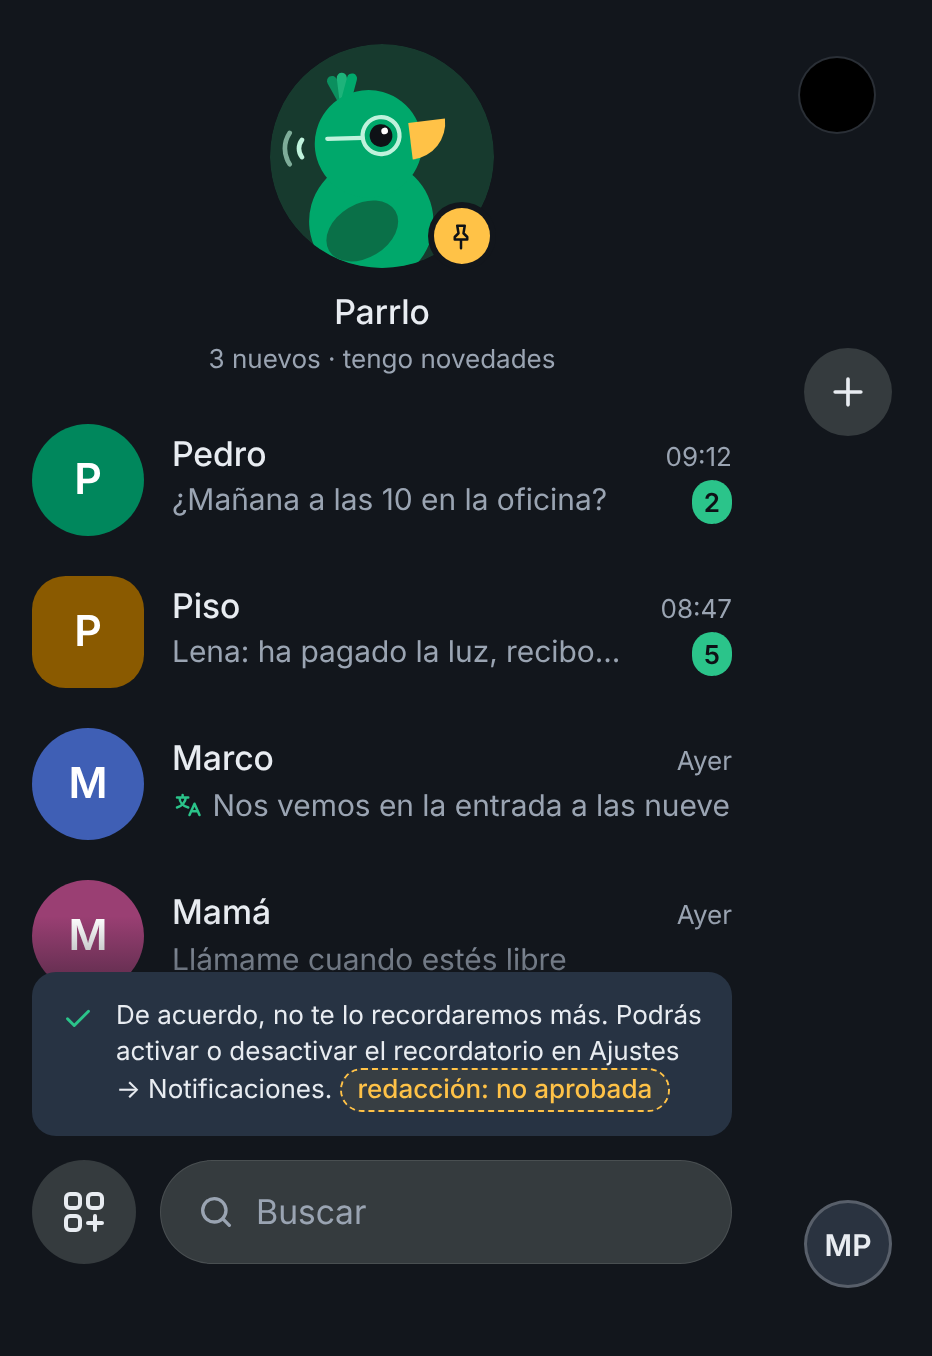 Parrlo
3 nuevos · tengo novedades
P
Pedro
09:12
¿Mañana a las 10 en la oficina?
2
P
Piso
08:47
Lena: ha pagado la luz, recibo...
5
M
Marco
Ayer
Nos vemos en la entrada a las nueve
M
Mamá
Ayer
Llámame cuando estés libre
De acuerdo, no te lo recordaremos más. Podrás
activar o desactivar el recordatorio en Ajustes
→ Notificaciones. redacción: no aprobada
Buscar
MP